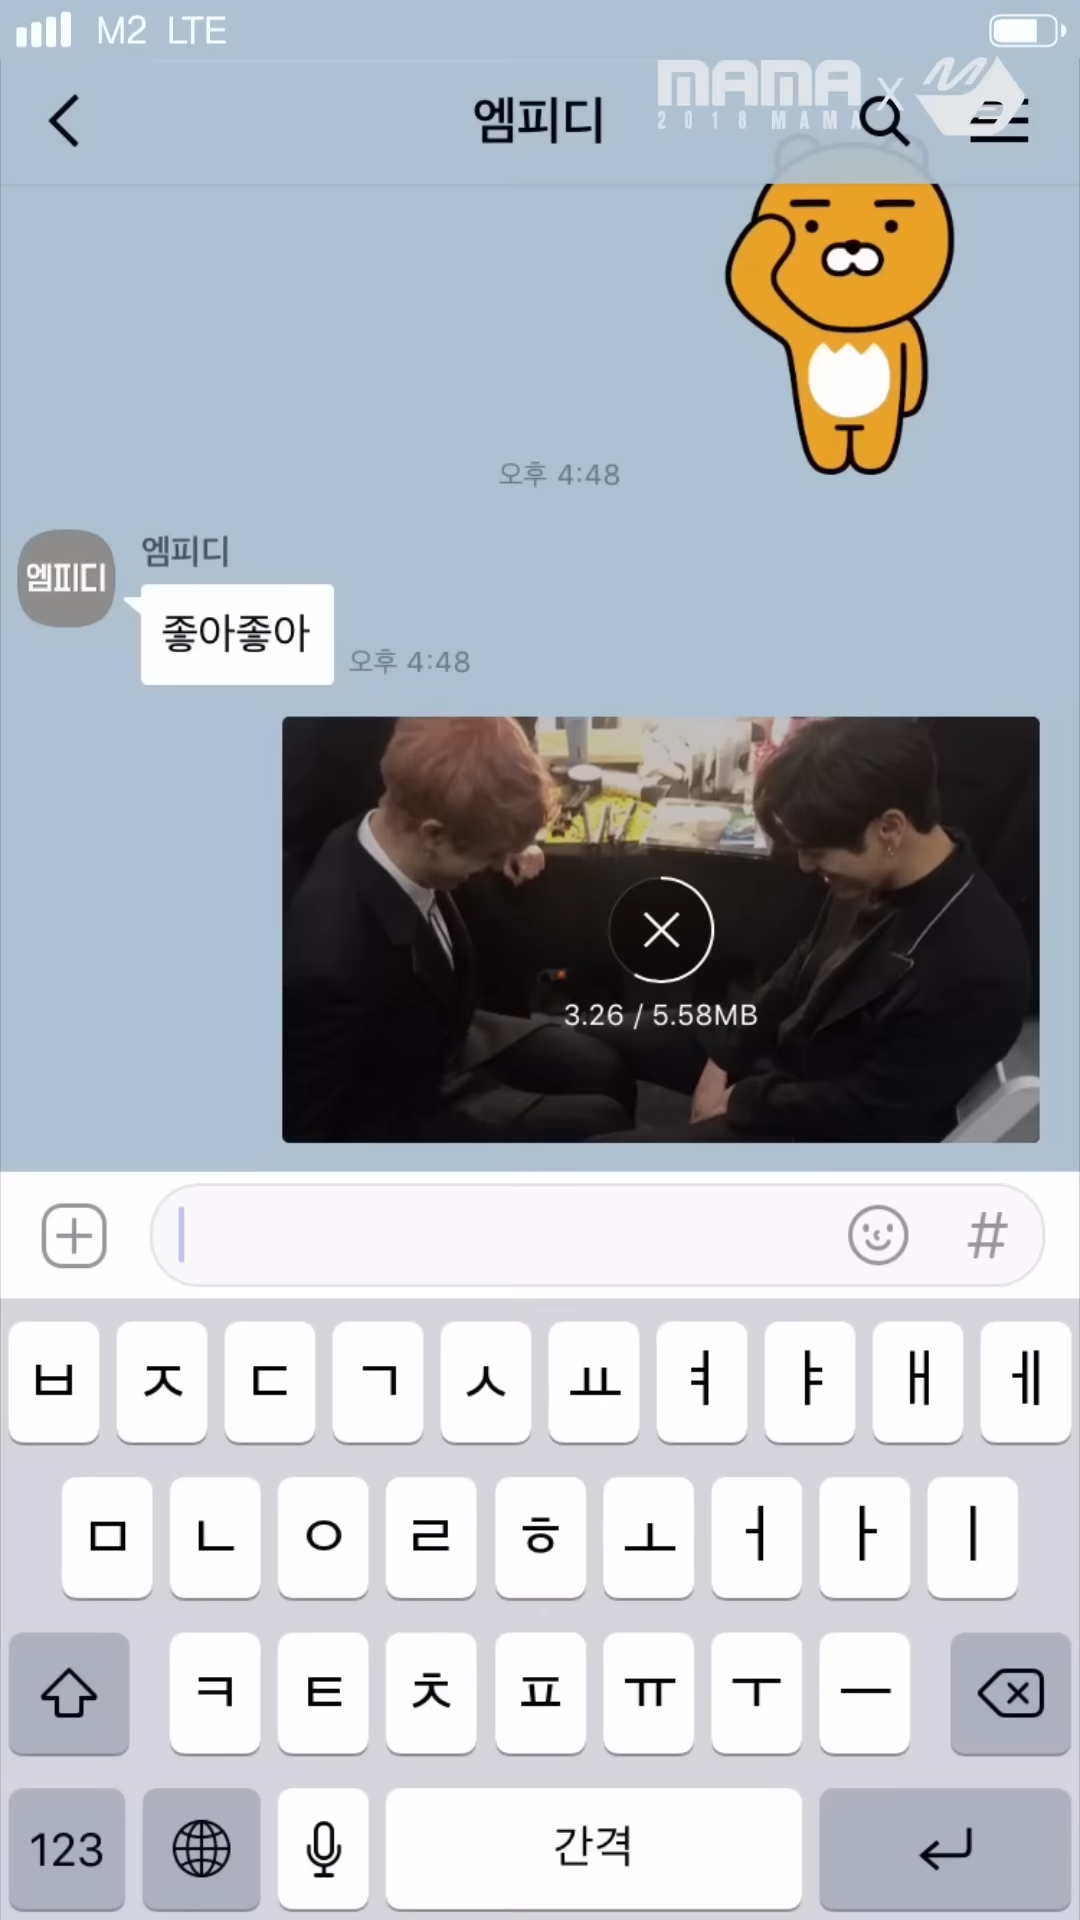 M2 LTE
엠피디
MAMA X M2
2018 MAMA
오후 4:48
엠피디
엠피디
좋아좋아
오후 4:48
3.26 / 5.58MB
#
ㅂ ㅈ ㄷ ㄱ ㅅ ㅛ ㅕ ㅑ ㅐ ㅔ
ㅁ ㄴ ㅇ ㄹ ㅎ ㅗ ㅓ ㅏ ㅣ
ㅋ ㅌ ㅊ ㅍ ㅠ ㅜ ㅡ
123 간격